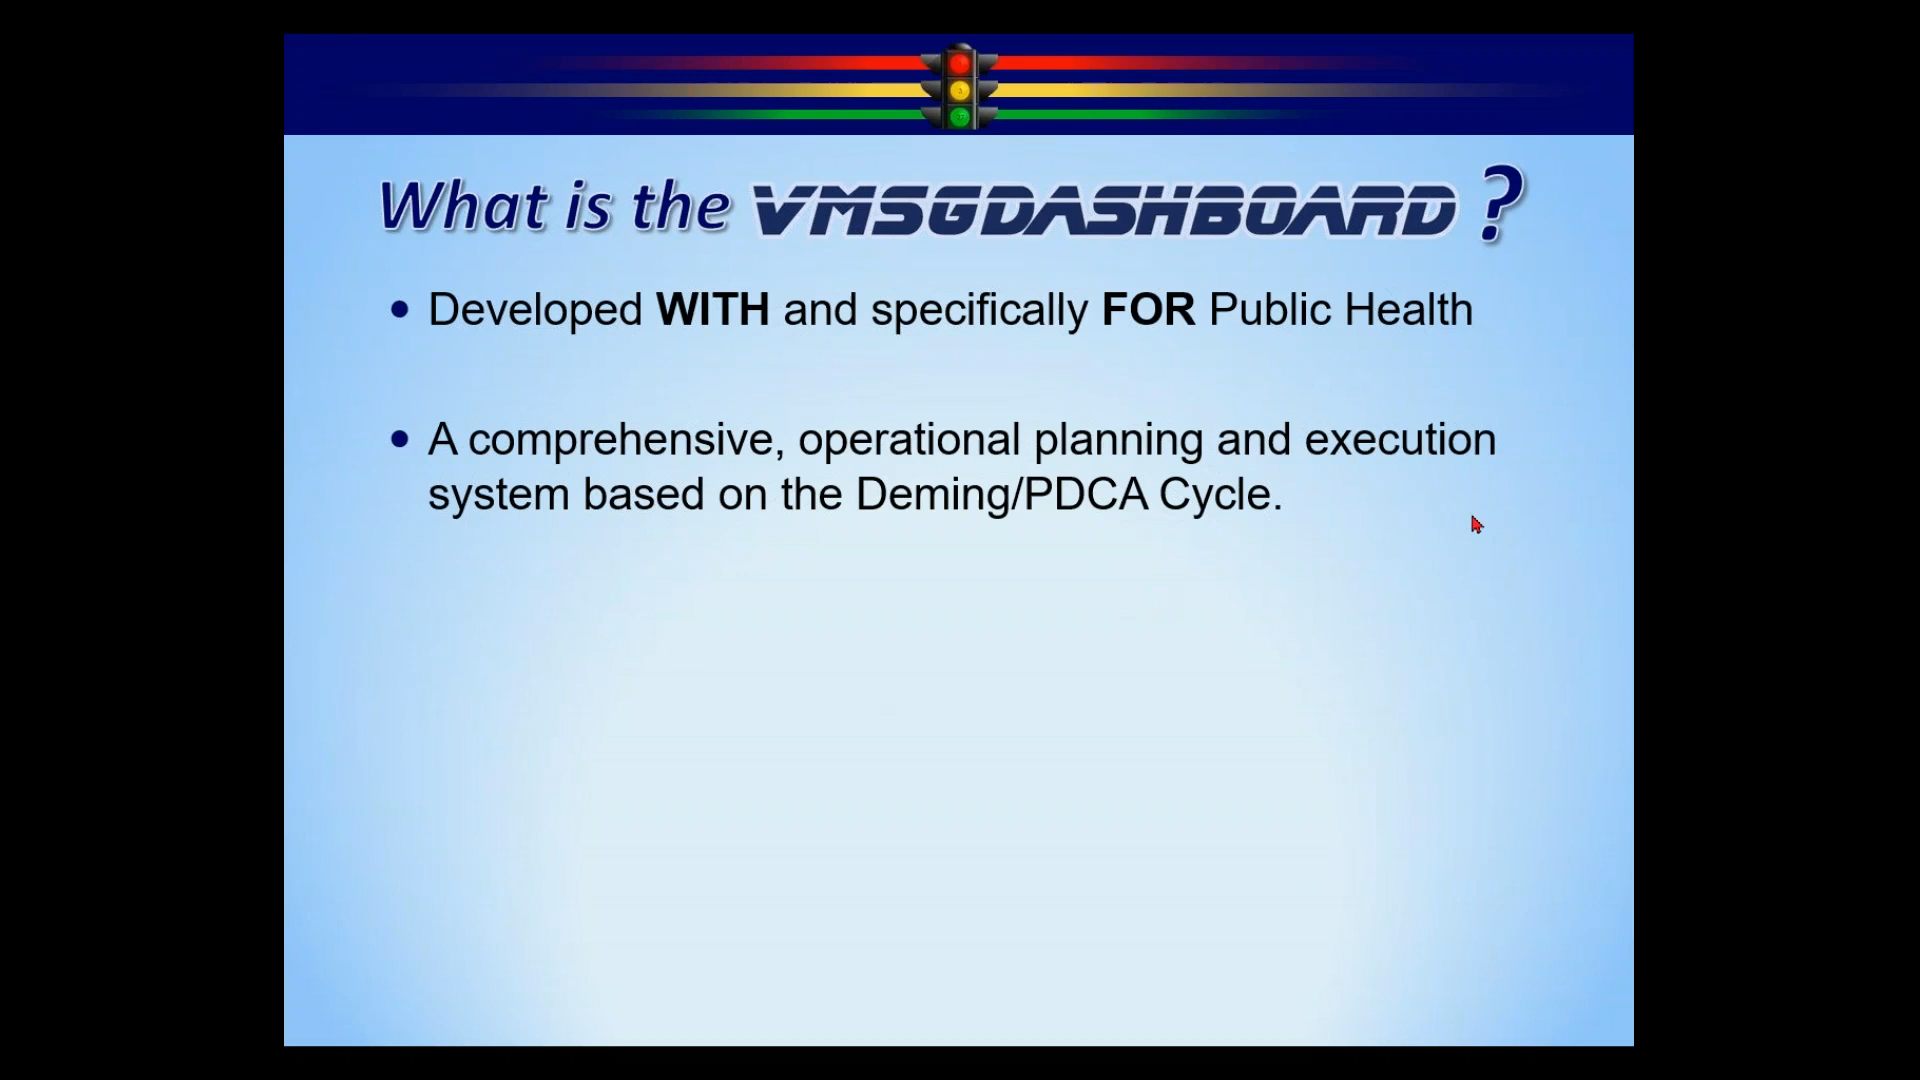 What is the VMSGDASHBOARD ?
• Developed WITH and specifically FOR Public Health
• A comprehensive, operational planning and execution
system based on the Deming/PDCA Cycle.